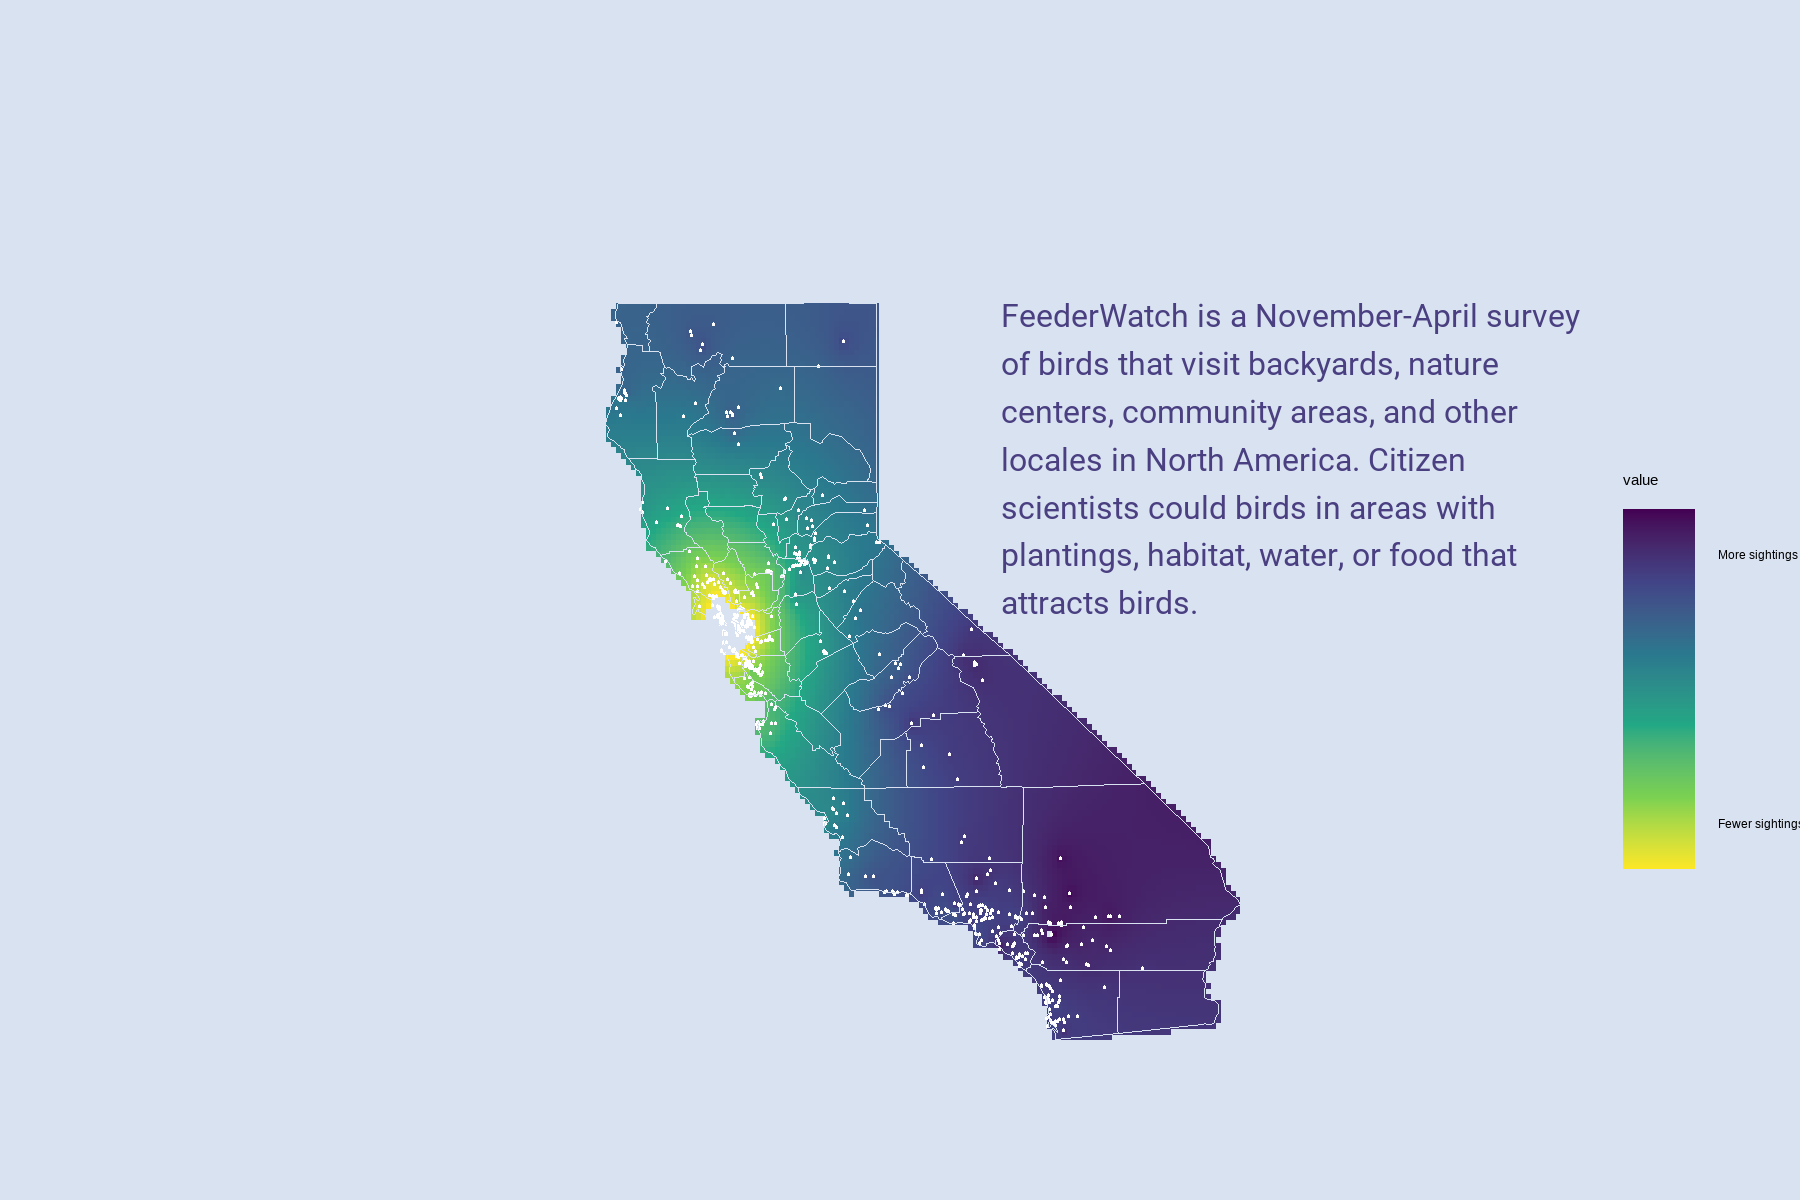 FeederWatch is a November-April survey
of birds that visit backyards, nature
centers, community areas, and other
locales in North America. Citizen
scientists could birds in areas with
plantings, habitat, water, or food that
attracts birds.
value
More sightings
Fewer sightings